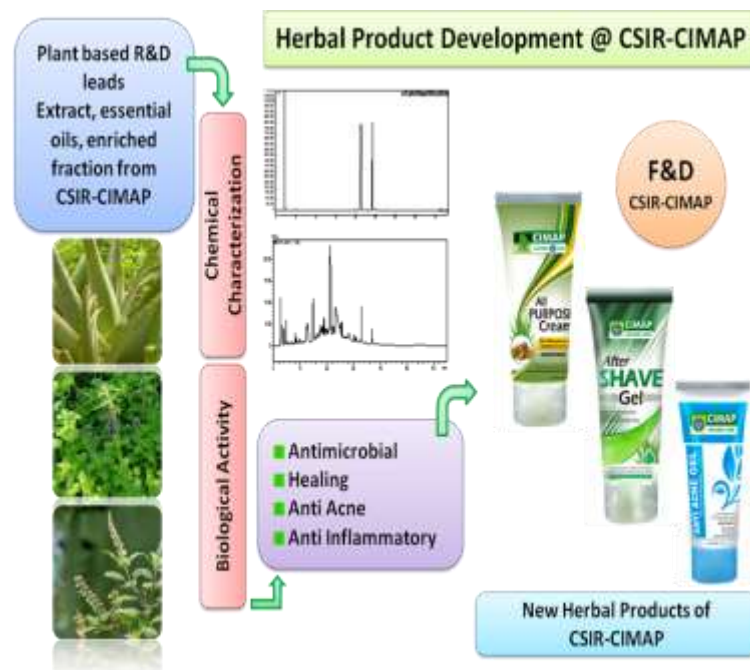 Herbal Product Development @ CSIR-CIMAP
Plant based R&D
leads
Extract, essential
oils, enriched
fraction from
CSIR-CIMAP
Chemical
Characterization
Biological Activity
Antimicrobial
Healing
Anti Acne
Anti Inflammatory
F&D
CSIR-CIMAP
CIMAP
All
PURPOSE
Cream
CIMAP
After
SHAVE
Gel
CIMAP
ANTI ACNE GEL
New Herbal Products of
CSIR-CIMAP